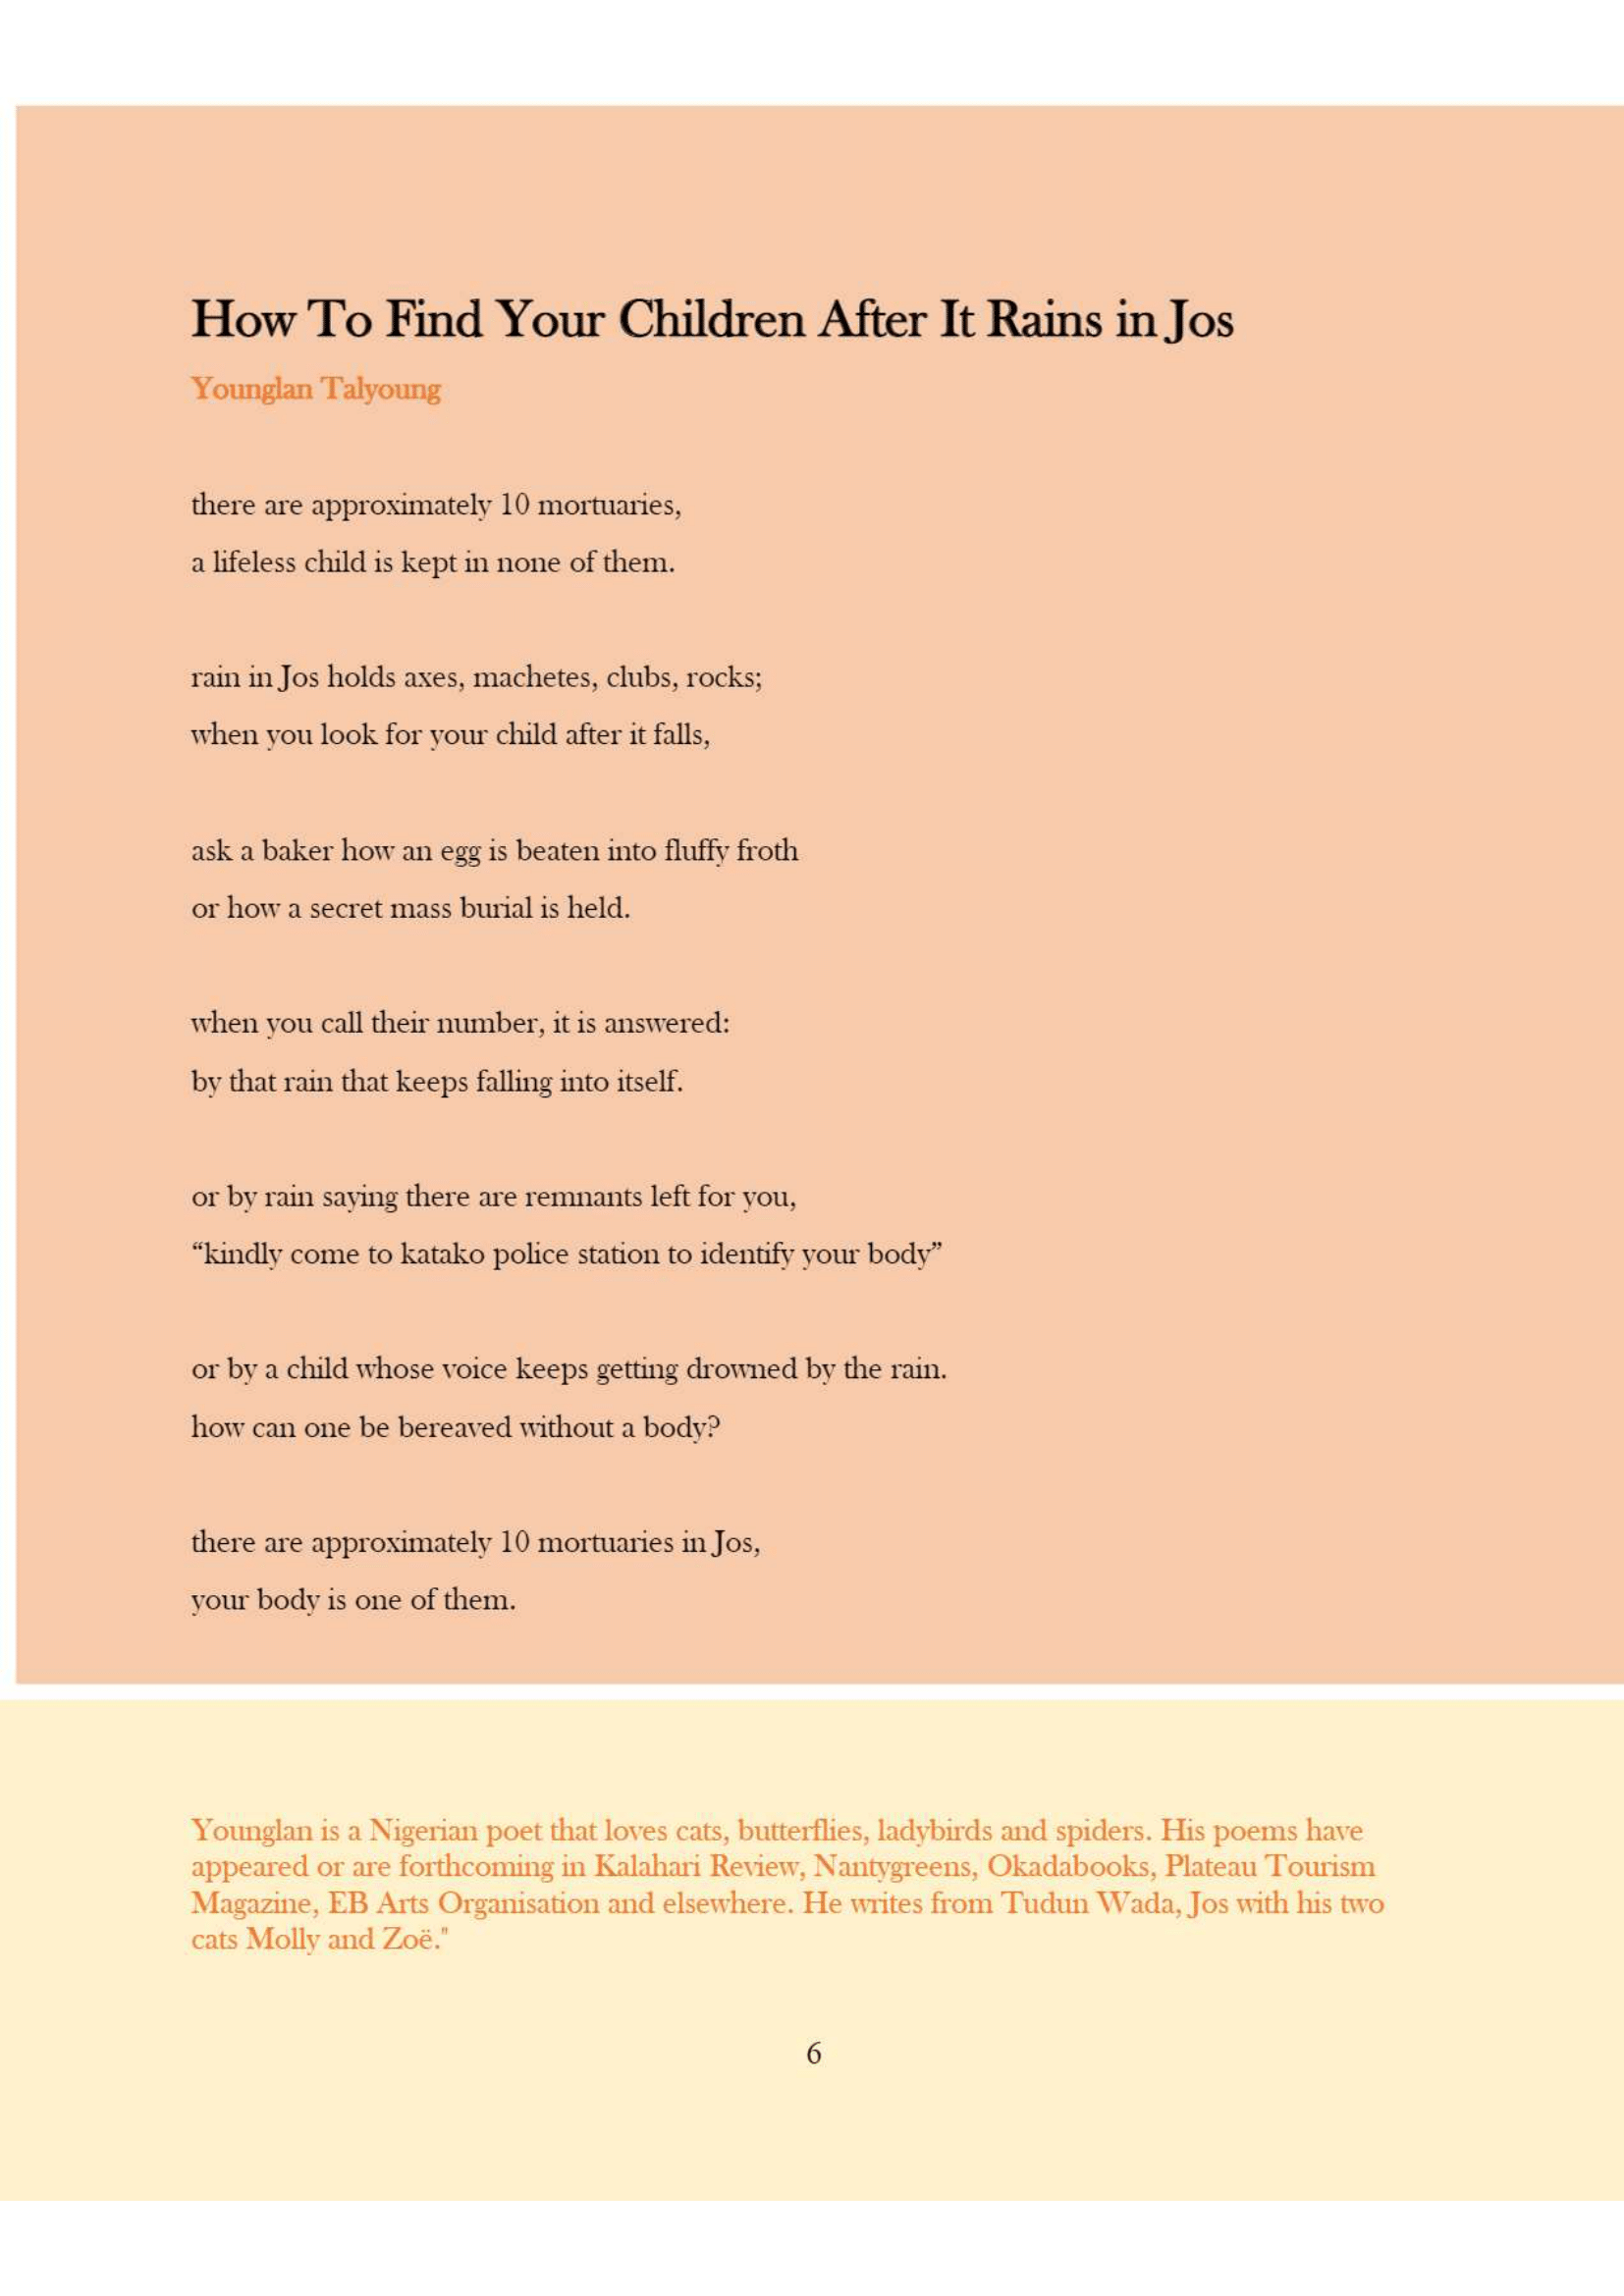 How To Find Your Children After It Rains in Jos
Younglan Talyoung
there are approximately 10 mortuaries,
a lifeless child is kept in none of them.
rain in Jos holds axes, machetes, clubs, rocks;
when you look for your child after it falls,
ask a baker how an egg is beaten into fluffy froth
or how a secret mass burial is held.
when you call their number, it is answered:
by that rain that keeps falling into itself.
or by rain saying there are remnants left for you,
“kindly come to katako police station to identify your body”
or by a child whose voice keeps getting drowned by the rain.
how can one be bereaved without a body?
there are approximately 10 mortuaries in Jos,
your body is one of them.
Younglan is a Nigerian poet that loves cats, butterflies, ladybirds and spiders. His poems have
appeared or are forthcoming in Kalahari Review, Nantygreens, Okadabooks, Plateau Tourism
Magazine, EB Arts Organisation and elsewhere. He writes from Tudun Wada, Jos with his two
cats Molly and Zoë."
6